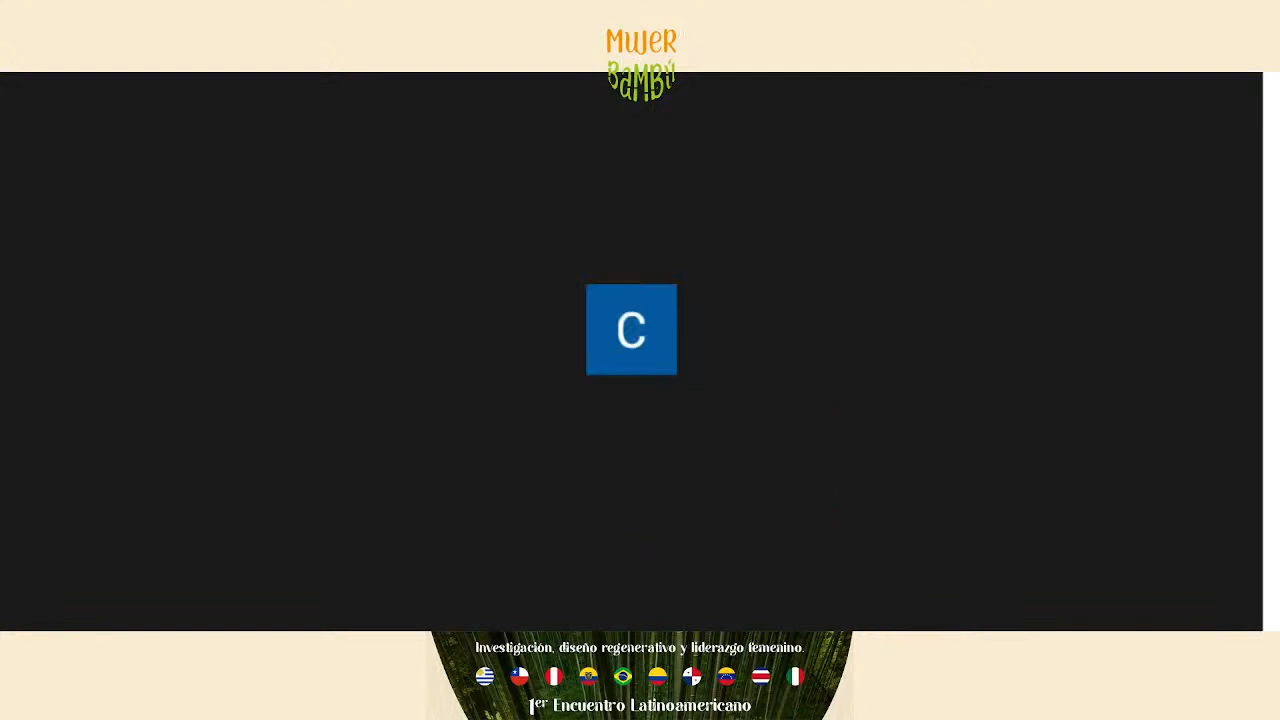 MUJER
BAMBÚ
C
Investigación, diseño regenerativo y liderazgo femenino.
1er Encuentro Latinoamericano